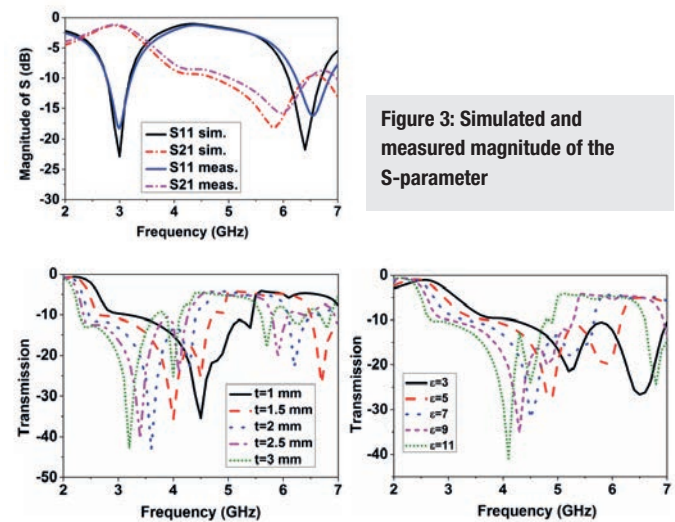 0
-5
-10
-15
-20
-25
-30
Magnitude of S (dB)
S11 sim.
S21 sim.
S11 meas.
S21 meas.
2 3 4 5 6 7
Frequency (GHz)
Figure 3: Simulated and
measured magnitude of the
S-parameter
0
-10
-20
-30
-40
-50
Transmission
t=1 mm
t=1.5 mm
t=2 mm
t=2.5 mm
t=3 mm
2 3 4 5 6 7
Frequency (GHz)
0
-10
-20
-30
-40
Transmission
ε=3
ε=5
ε=7
ε=9
ε=11
2 3 4 5 6 7
Frequency (GHz)